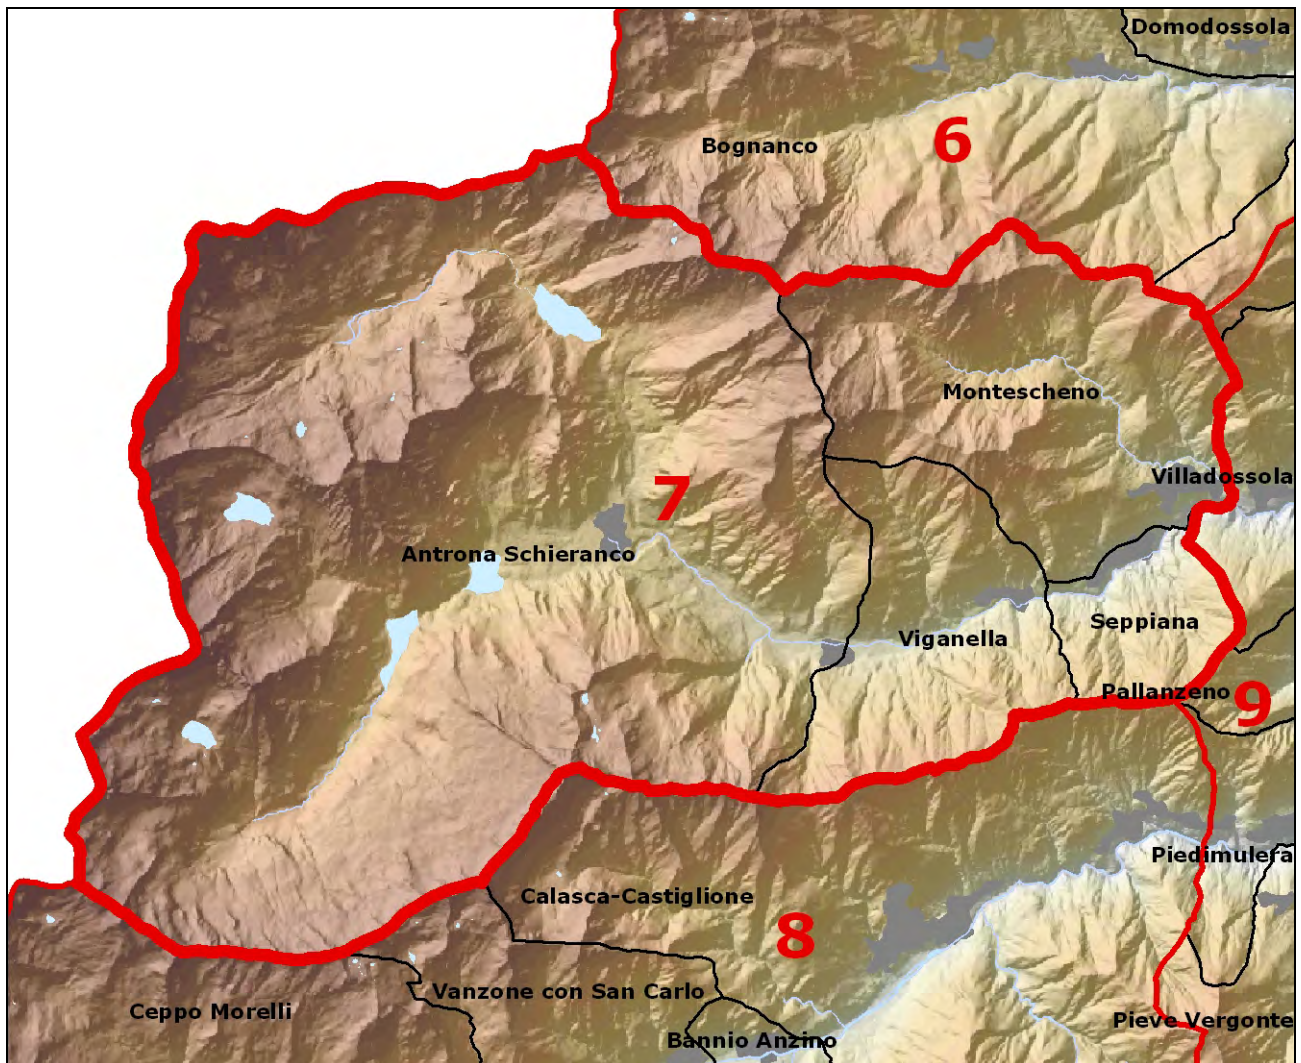 Domodossola
Bognanco
6
Montescheno
Villadossola
7
Antrona Schieranco
Seppiana
Viganella
Pallanzeno
9
Piedimulera
Calasca-Castiglione
8
Vanzone con San Carlo
Ceppo Morelli
Pieve Vergonte
Bannio Anzino